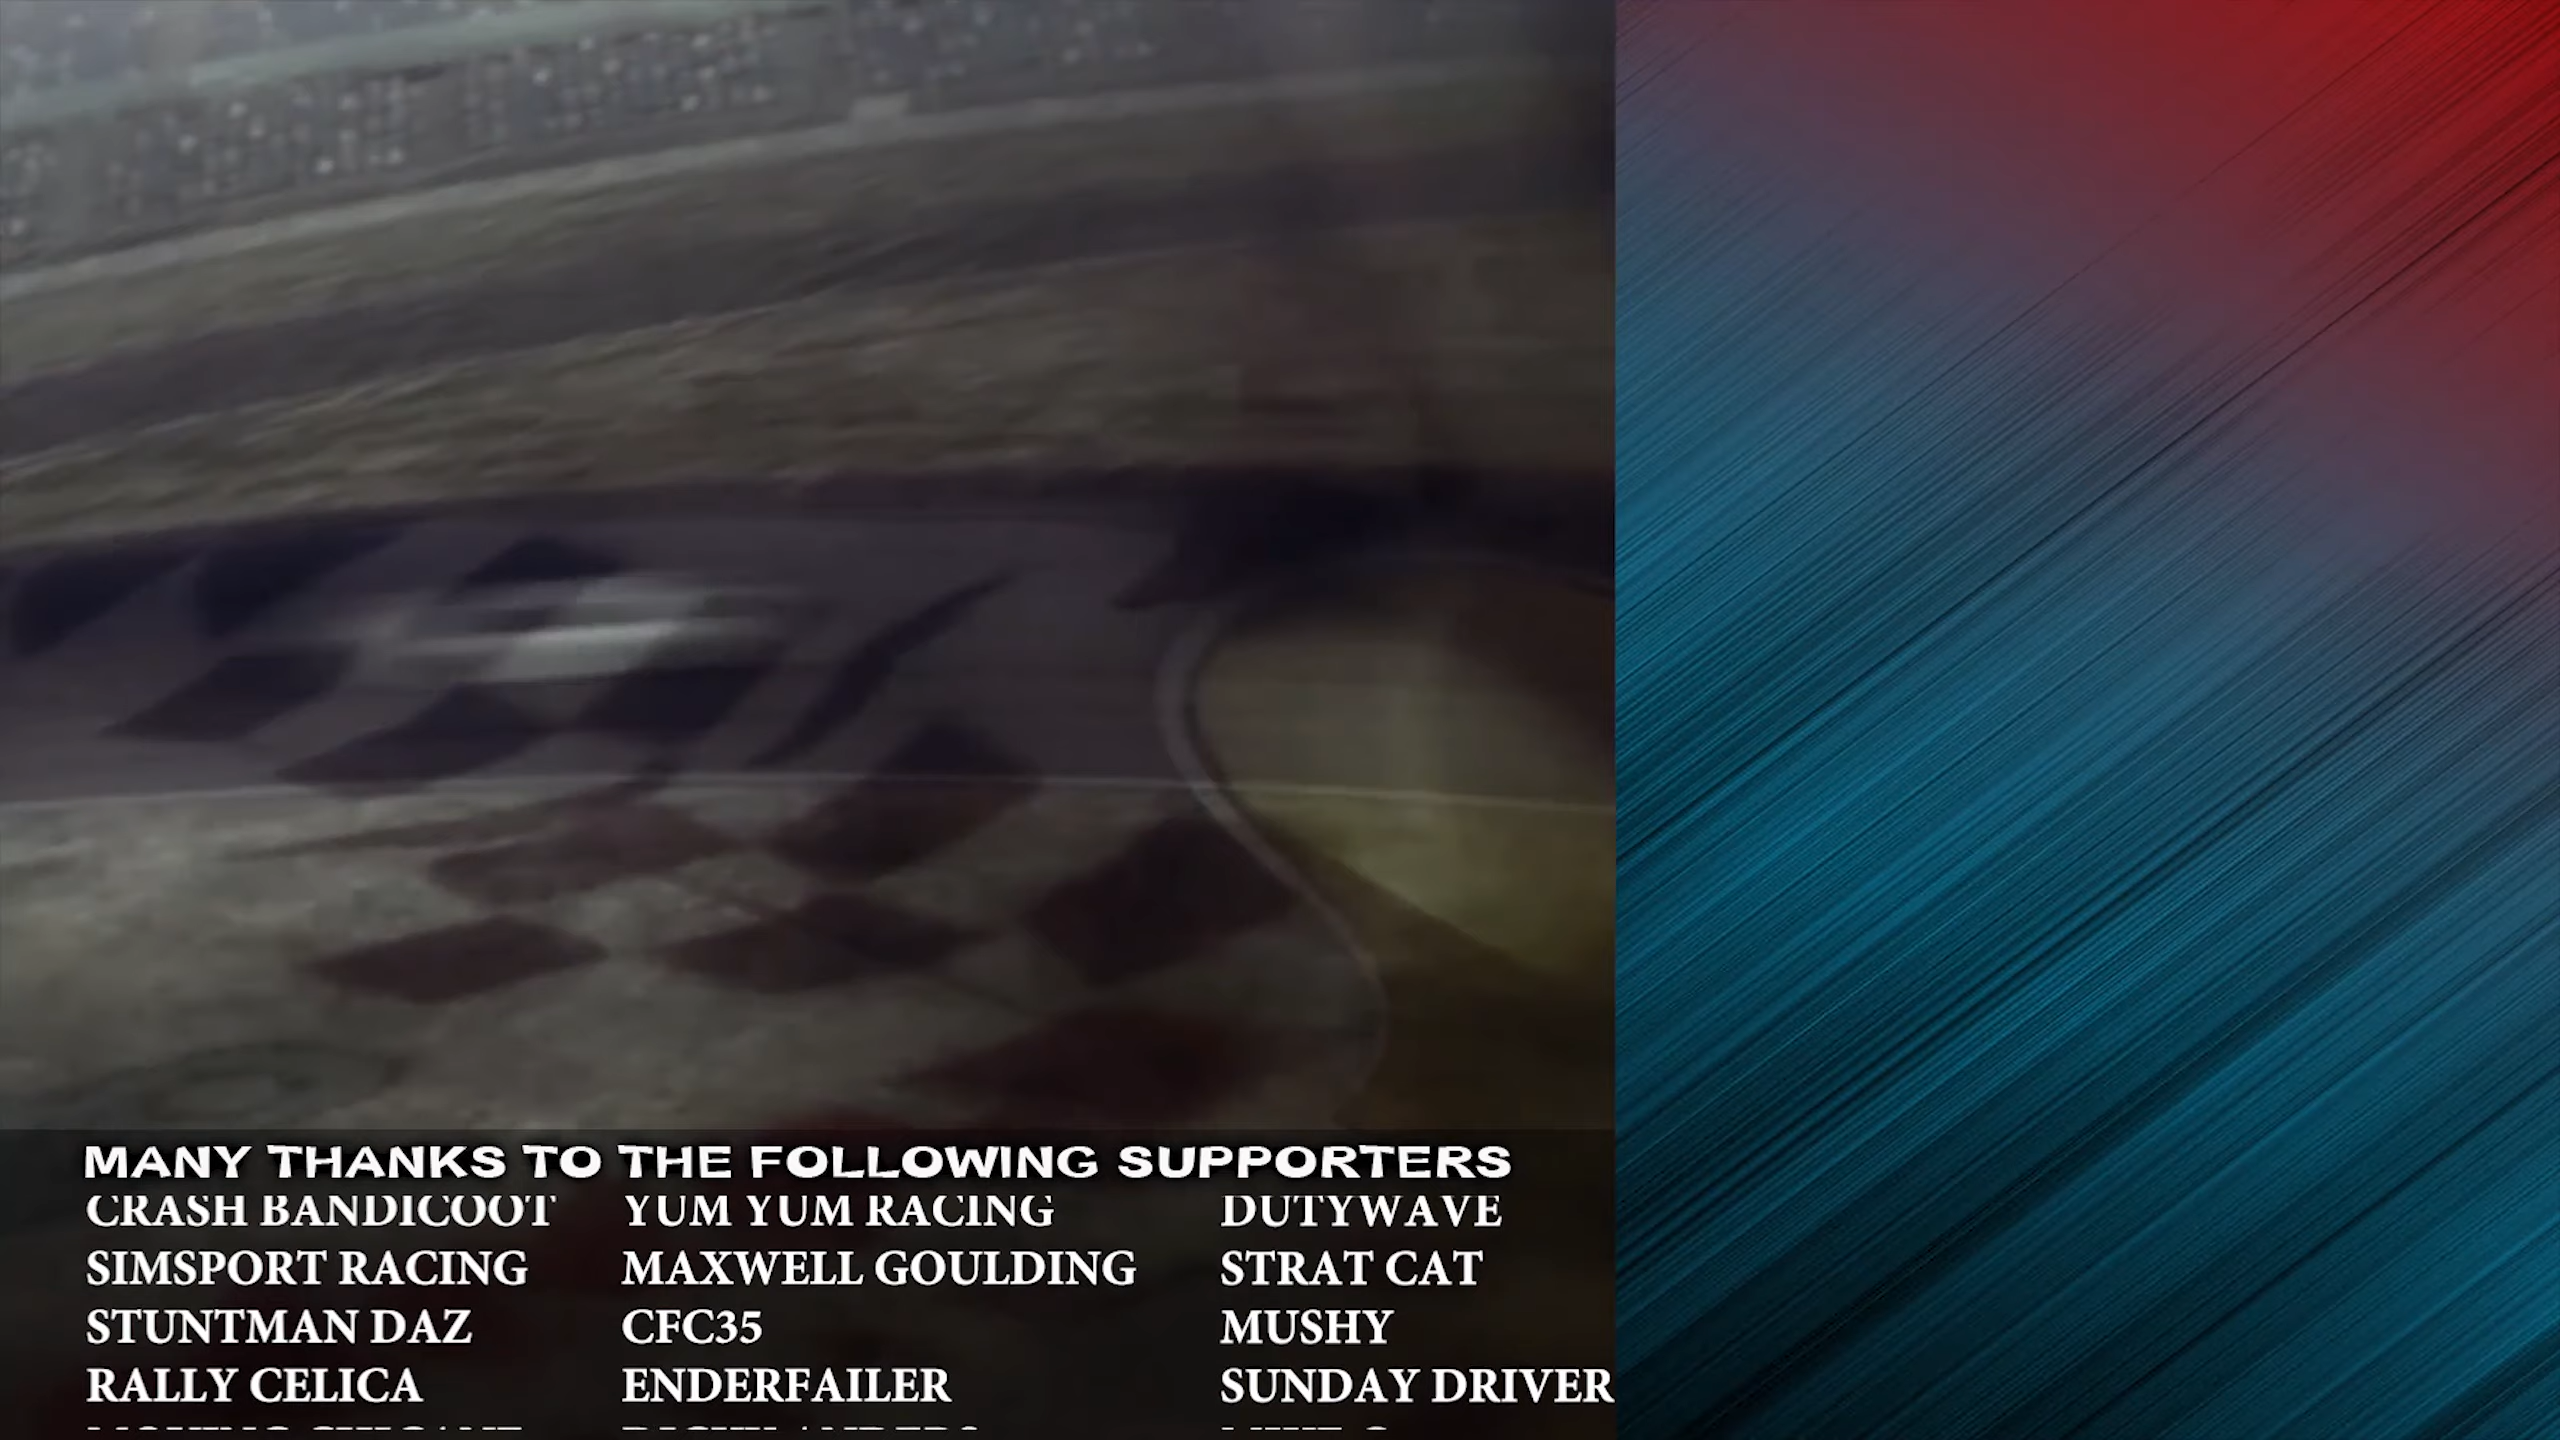 MANY THANKS TO THE FOLLOWING SUPPORTERS
CRASH BANDICOOT YUM YUM RACING DUTYWAVE
SIMSPORT RACING MAXWELL GOULDING STRAT CAT
STUNTMAN DAZ CFC35 MUSHY
RALLY CELICA ENDERFAILER SUNDAY DRIVER